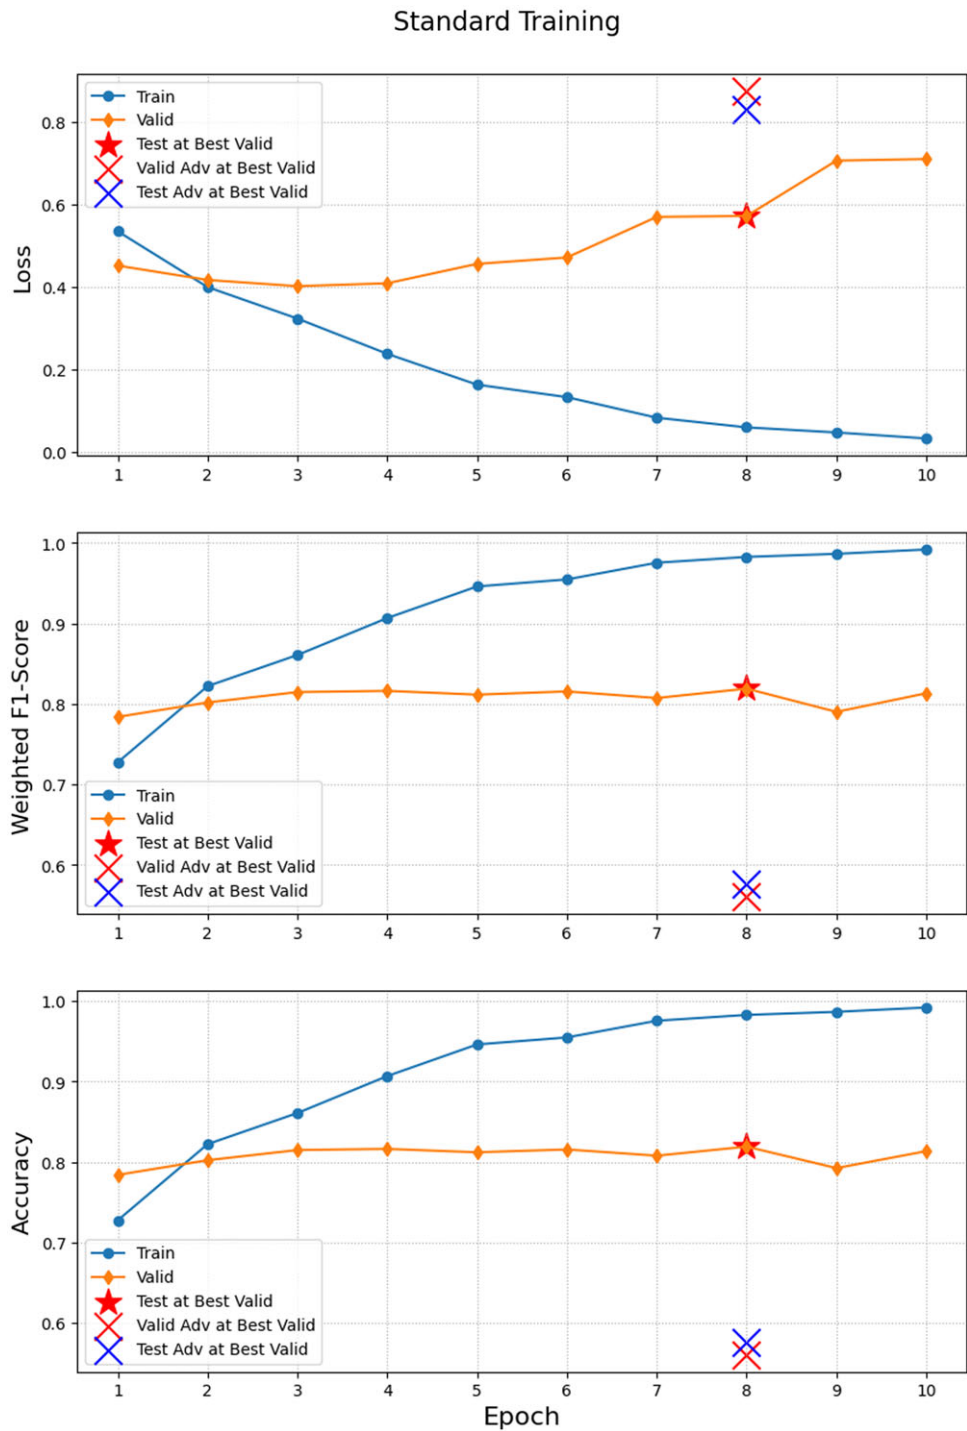 Standard Training
Train
Valid
Test at Best Valid
Valid Adv at Best Valid
Test Adv at Best Valid
0.8
0.6
0.4
0.2
0.0
Loss
1 2 3 4 5 6 7 8 9 10
1.0
0.9
0.8
0.7
0.6
Weighted F1-Score
Train
Valid
Test at Best Valid
Valid Adv at Best Valid
Test Adv at Best Valid
1 2 3 4 5 6 7 8 9 10
1.0
0.9
0.8
0.7
0.6
Accuracy
Train
Valid
Test at Best Valid
Valid Adv at Best Valid
Test Adv at Best Valid
1 2 3 4 5 6 7 8 9 10
Epoch